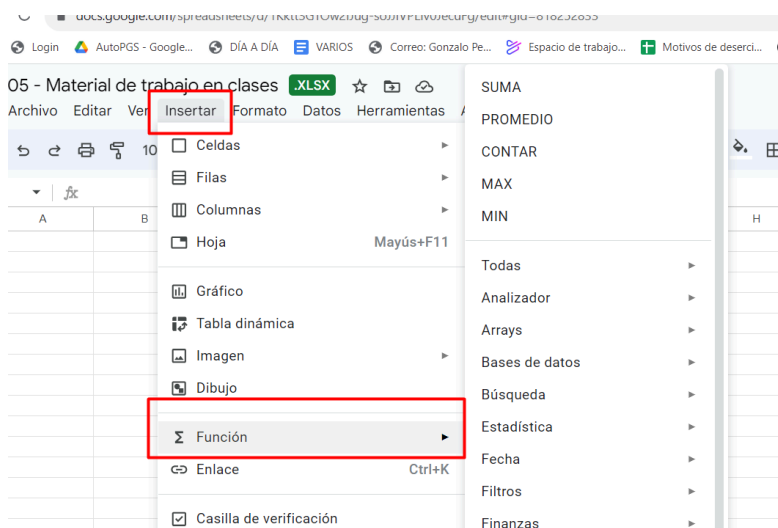 docs.google.com/spreadsheets/d/
Login AutoPGS - Google... DÍA A DÍA VARIOS Correo: Gonzalo Pe... Espacio de trabajo... Motivos de deserci...
05 - Material de trabajo en clases .XLSX
Archivo Editar Ver Insertar Formato Datos Herramientas
10
fx
A B H
Celdas
Filas
Columnas
Hoja Mayús+F11
Gráfico
Tabla dinámica
Imagen
Dibujo
Función
Enlace Ctrl+K
Casilla de verificación
SUMA
PROMEDIO
CONTAR
MAX
MIN
Todas
Analizador
Arrays
Bases de datos
Búsqueda
Estadística
Fecha
Filtros
Finanzas